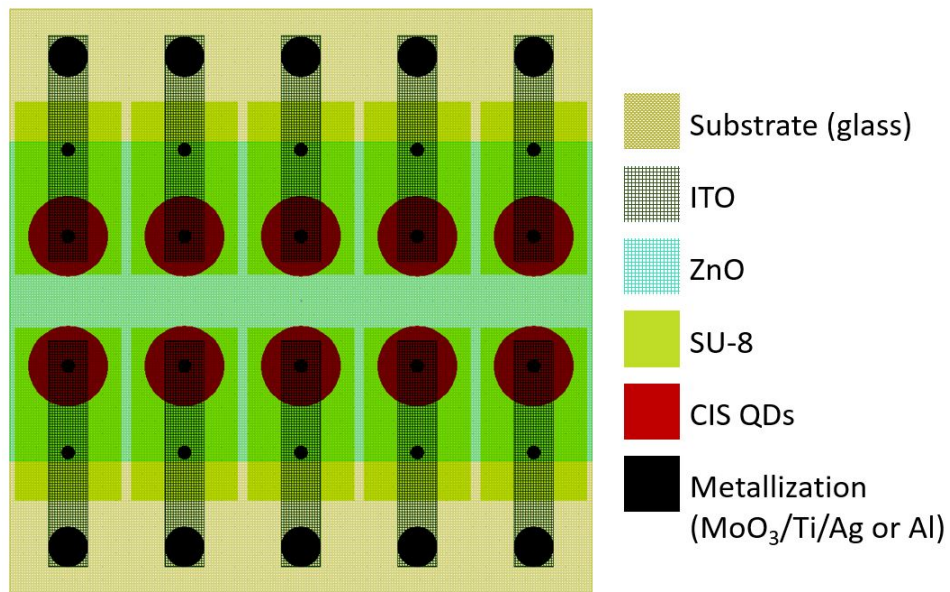 Substrate (glass)
ITO
ZnO
SU-8
CIS QDs
Metallization
(MoO₃/Ti/Ag or Al)